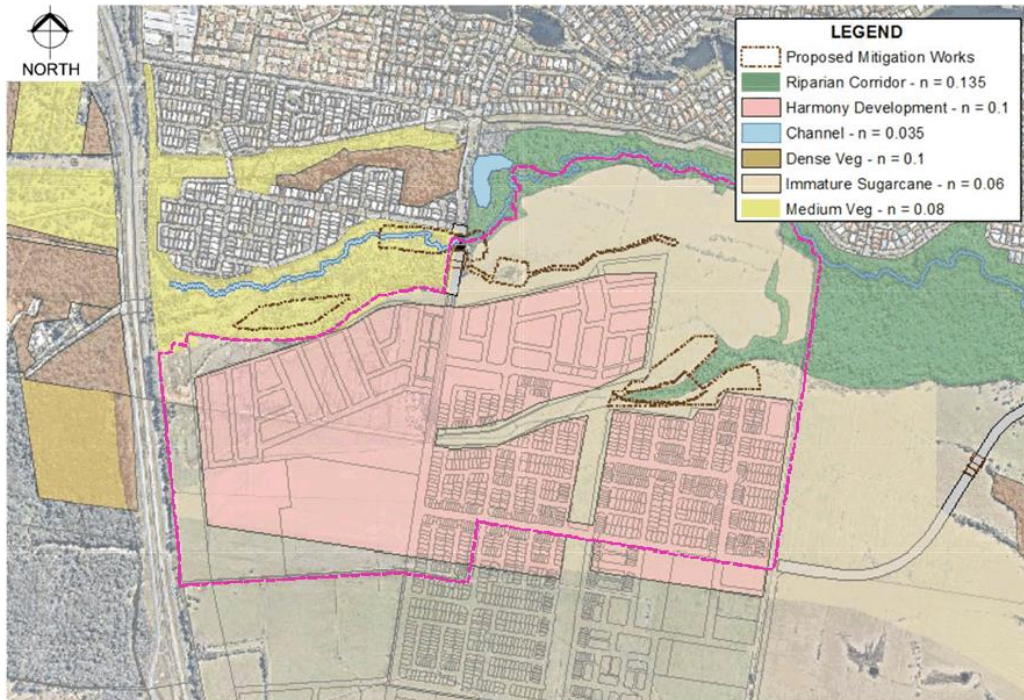 NORTH
LEGEND
Proposed Mitigation Works
Riparian Corridor - n = 0.135
Harmony Development - n = 0.1
Channel - n = 0.035
Dense Veg - n = 0.1
Immature Sugarcane - n = 0.06
Medium Veg - n = 0.08